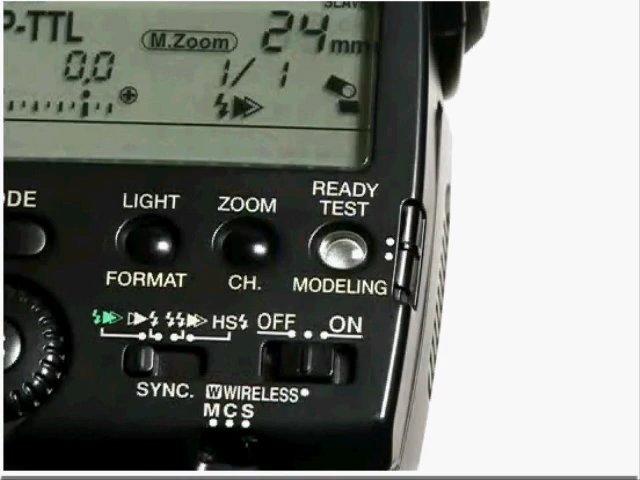 SLAVE
P-TTL M.Zoom 24mm
0,0 1/1
ODE LIGHT ZOOM READY
TEST
FORMAT CH. MODELING
HS OFF ON
SYNC. W WIRELESS
M C S